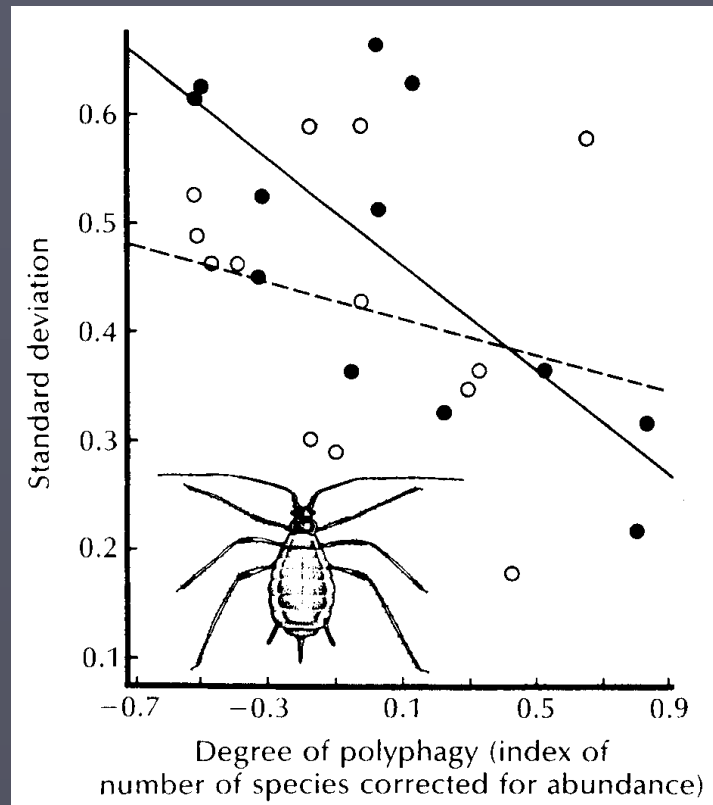 0.6
0.5
0.4
0.3
0.2
0.1
Standard deviation
−0.7 −0.3 0.1 0.5 0.9
Degree of polyphagy (index of
number of species corrected for abundance)